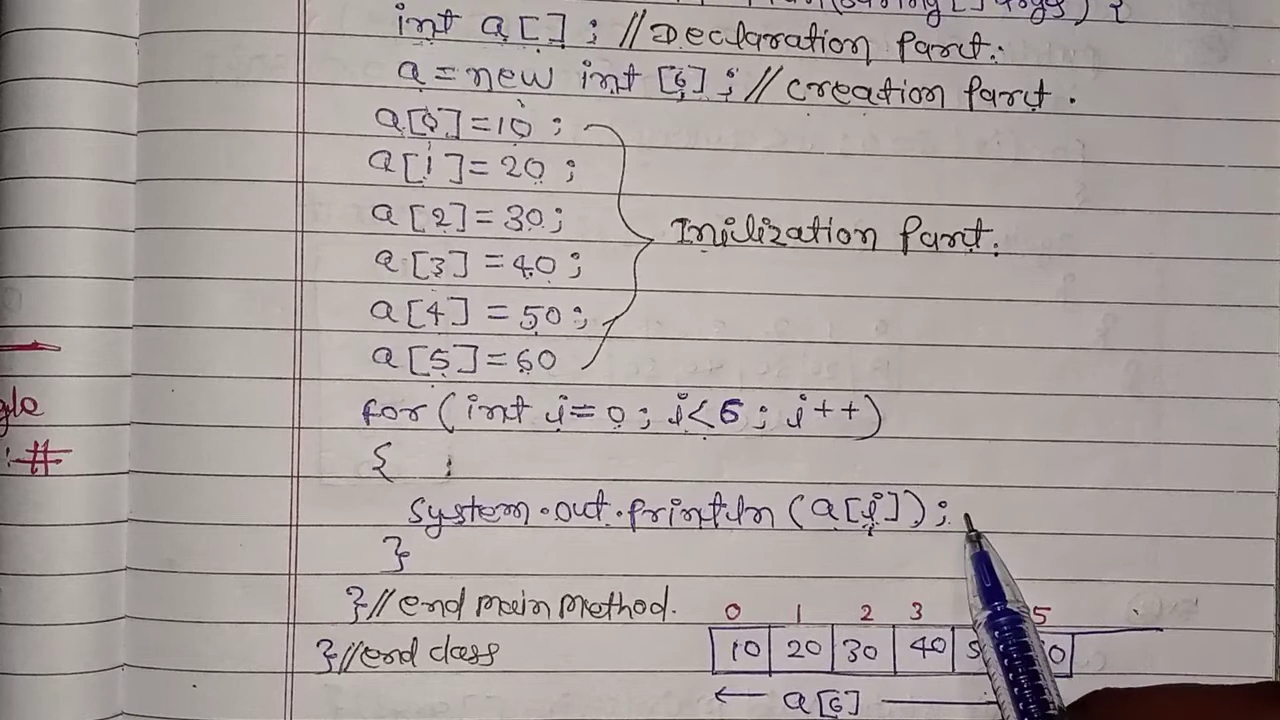 int a[]; //Declaration Part.
a=new int [6]; //creation Part.
a[0]=10;
a[1]=20;
a[2]=30;
a[3]=40;
a[4]=50;
a[5]=60
Inilization Part.
for(int i=0; i<6; i++)
{
gle
:#
System.out.println(a[i]);
}
}//end main method.
}//end class
0 1 2 3 5
10 20 30 40
a[6]